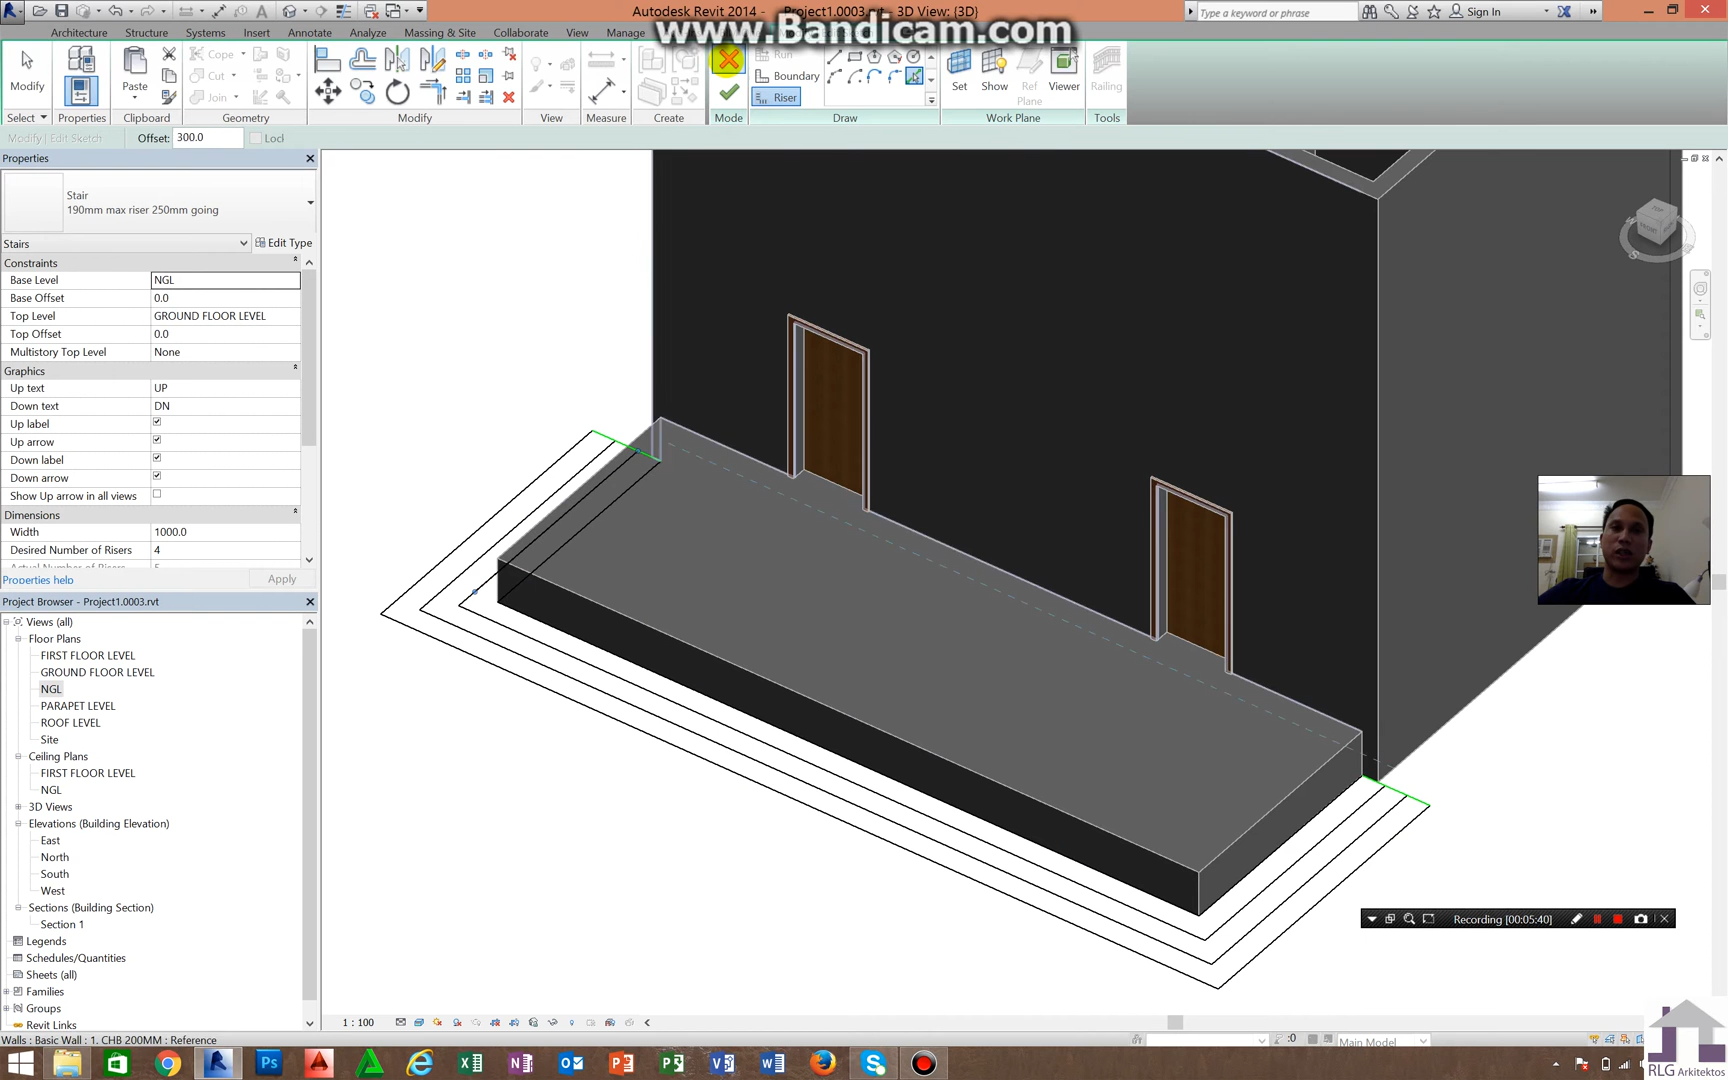 Autodesk Revit 2014 - Project1.0003.rvt - 3D View: {3D}
Type a keyword or phrase
Sign In
www.Bandicam.com
Architecture Structure Systems Insert Annotate Analyze Massing & Site Collaborate View Manage
Modify
Paste
Cope
Cut
Join
Run
Boundary
Riser
Set
Show
Ref
Plane
Viewer
Railing
Select Properties Clipboard Geometry Modify View Measure Create Mode Draw Work Plane Tools
Modify | Edit Sketch Offset: 300.0 Lock
Properties
Stair
190mm max riser 250mm going
Stairs
Edit Type
Constraints
Base Level NGL
Base Offset 0.0
Top Level GROUND FLOOR LEVEL
Top Offset 0.0
Multistory Top Level None
Graphics
Up text UP
Down text DN
Up label
Up arrow
Down label
Down arrow
Show Up arrow in all views
Dimensions
Width 1000.0
Desired Number of Risers 4
Properties help
Apply
Project Browser - Project1.0003.rvt
Views (all)
Floor Plans
FIRST FLOOR LEVEL
GROUND FLOOR LEVEL
NGL
PARAPET LEVEL
ROOF LEVEL
Site
Ceiling Plans
FIRST FLOOR LEVEL
NGL
3D Views
Elevations (Building Elevation)
East
North
South
West
Sections (Building Section)
Section 1
Legends
Schedules/Quantities
Sheets (all)
Families
Groups
Revit Links
Recording [00:05:40]
1 : 100
Walls : Basic Wall : 1. CHB 200MM : Reference
:0
Main Model
RLG Arkitektos